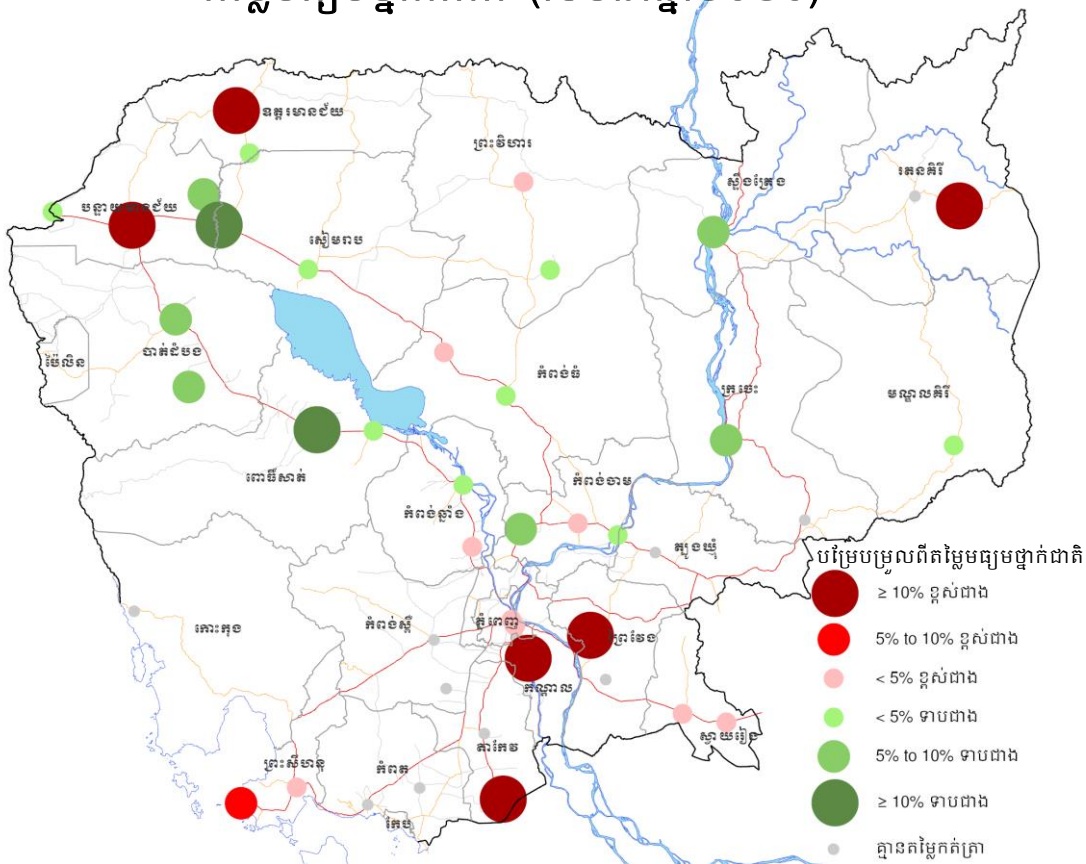 ឧត្តរមានជ័យ
ព្រះវិហារ
ស្ទឹងត្រែង
រតនគិរី
បន្ទាយមានជ័យ
សៀមរាប
បាត់ដំបង
ប៉ៃលិន
កំពង់ធំ
ក្រចេះ
មណ្ឌលគិរី
ពោធិ៍សាត់
កំពង់ចាម
កំពង់ឆ្នាំង
ត្បូងឃ្មុំ
កោះកុង
កំពង់ស្ពឺ
ភ្នំពេញ
ព្រៃវែង
កណ្តាល
ស្វាយរៀង
តាកែវ
ព្រះសីហនុ
កំពត
កែប
បម្រែបម្រួលពីតម្លៃមធ្យមថ្នាក់ជាតិ
≥ 10% ខ្ពស់ជាង
5% to 10% ខ្ពស់ជាង
< 5% ខ្ពស់ជាង
< 5% ទាបជាង
5% to 10% ទាបជាង
≥ 10% ទាបជាង
គ្មានតម្លៃកត់ត្រា